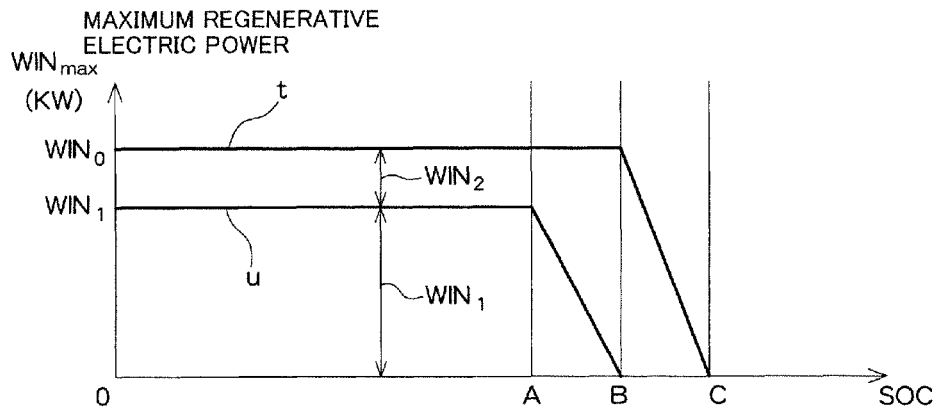 MAXIMUM REGENERATIVE
ELECTRIC POWER
WINmax
(KW)
t
WIN0
WIN2
WIN1
u
WIN1
0 A B C SOC